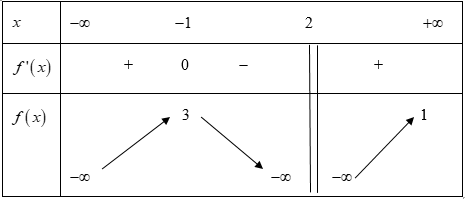 x −∞ −1 2 +∞
f'(x) + 0 − +
f(x) 3 1
−∞ −∞ −∞